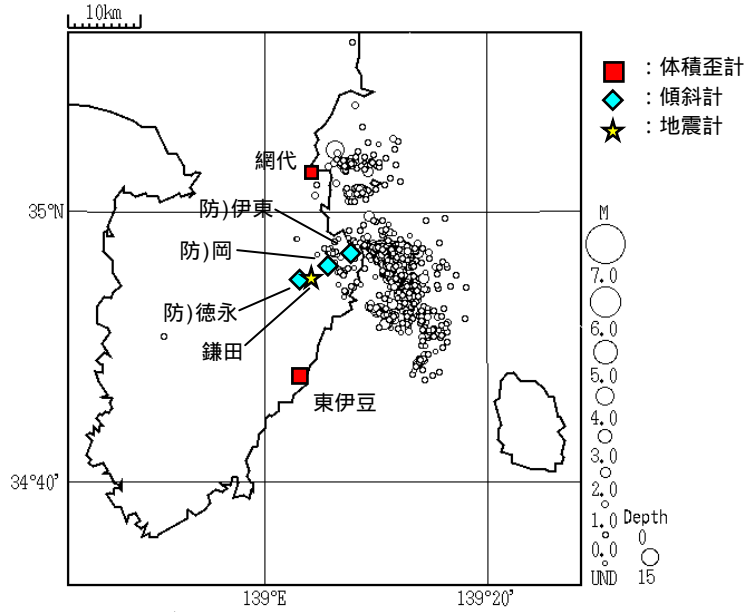 10km
：体積歪計
：傾斜計
：地震計
網代
防)伊東
35°N
防)岡
M
7.0
防)徳永
6.0
鎌田
5.0
東伊豆
4.0
3.0
34°40'
2.0
1.0
Depth
0
0.0
UND
15
139°E
139°20'